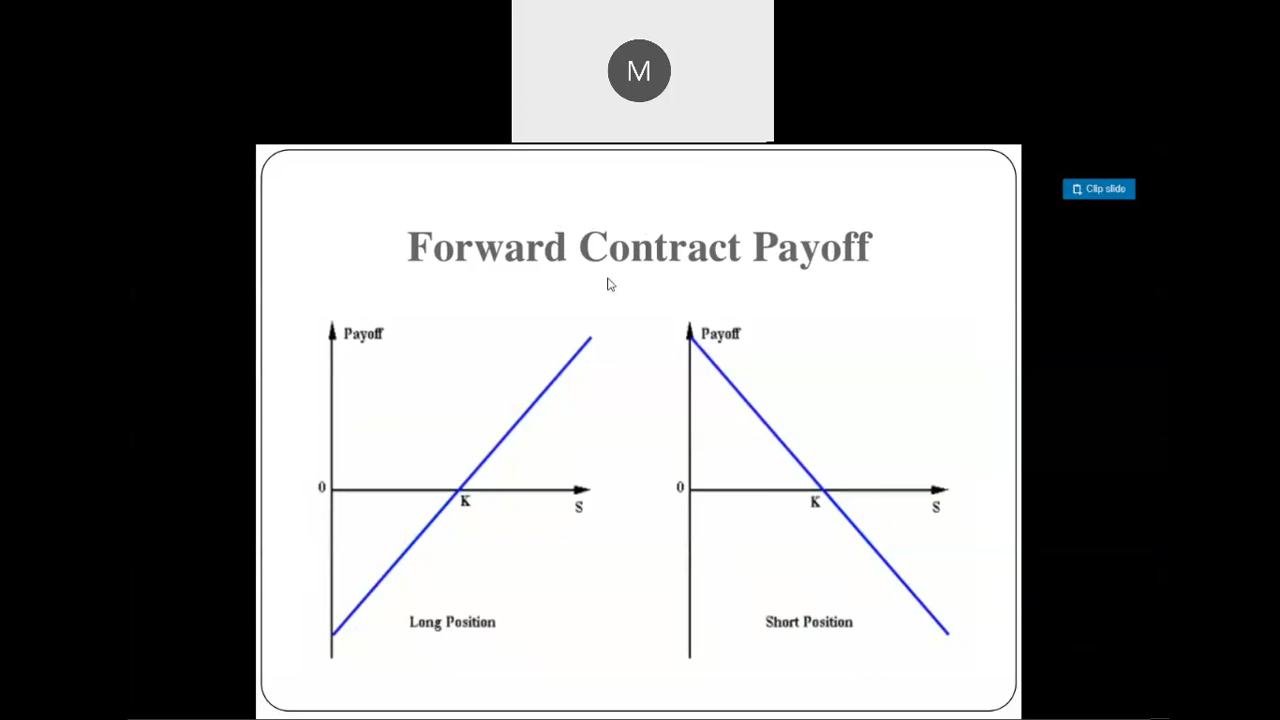 M
Clip slide
Forward Contract Payoff
Payoff
0
K
S
Long Position
Payoff
0
K
S
Short Position